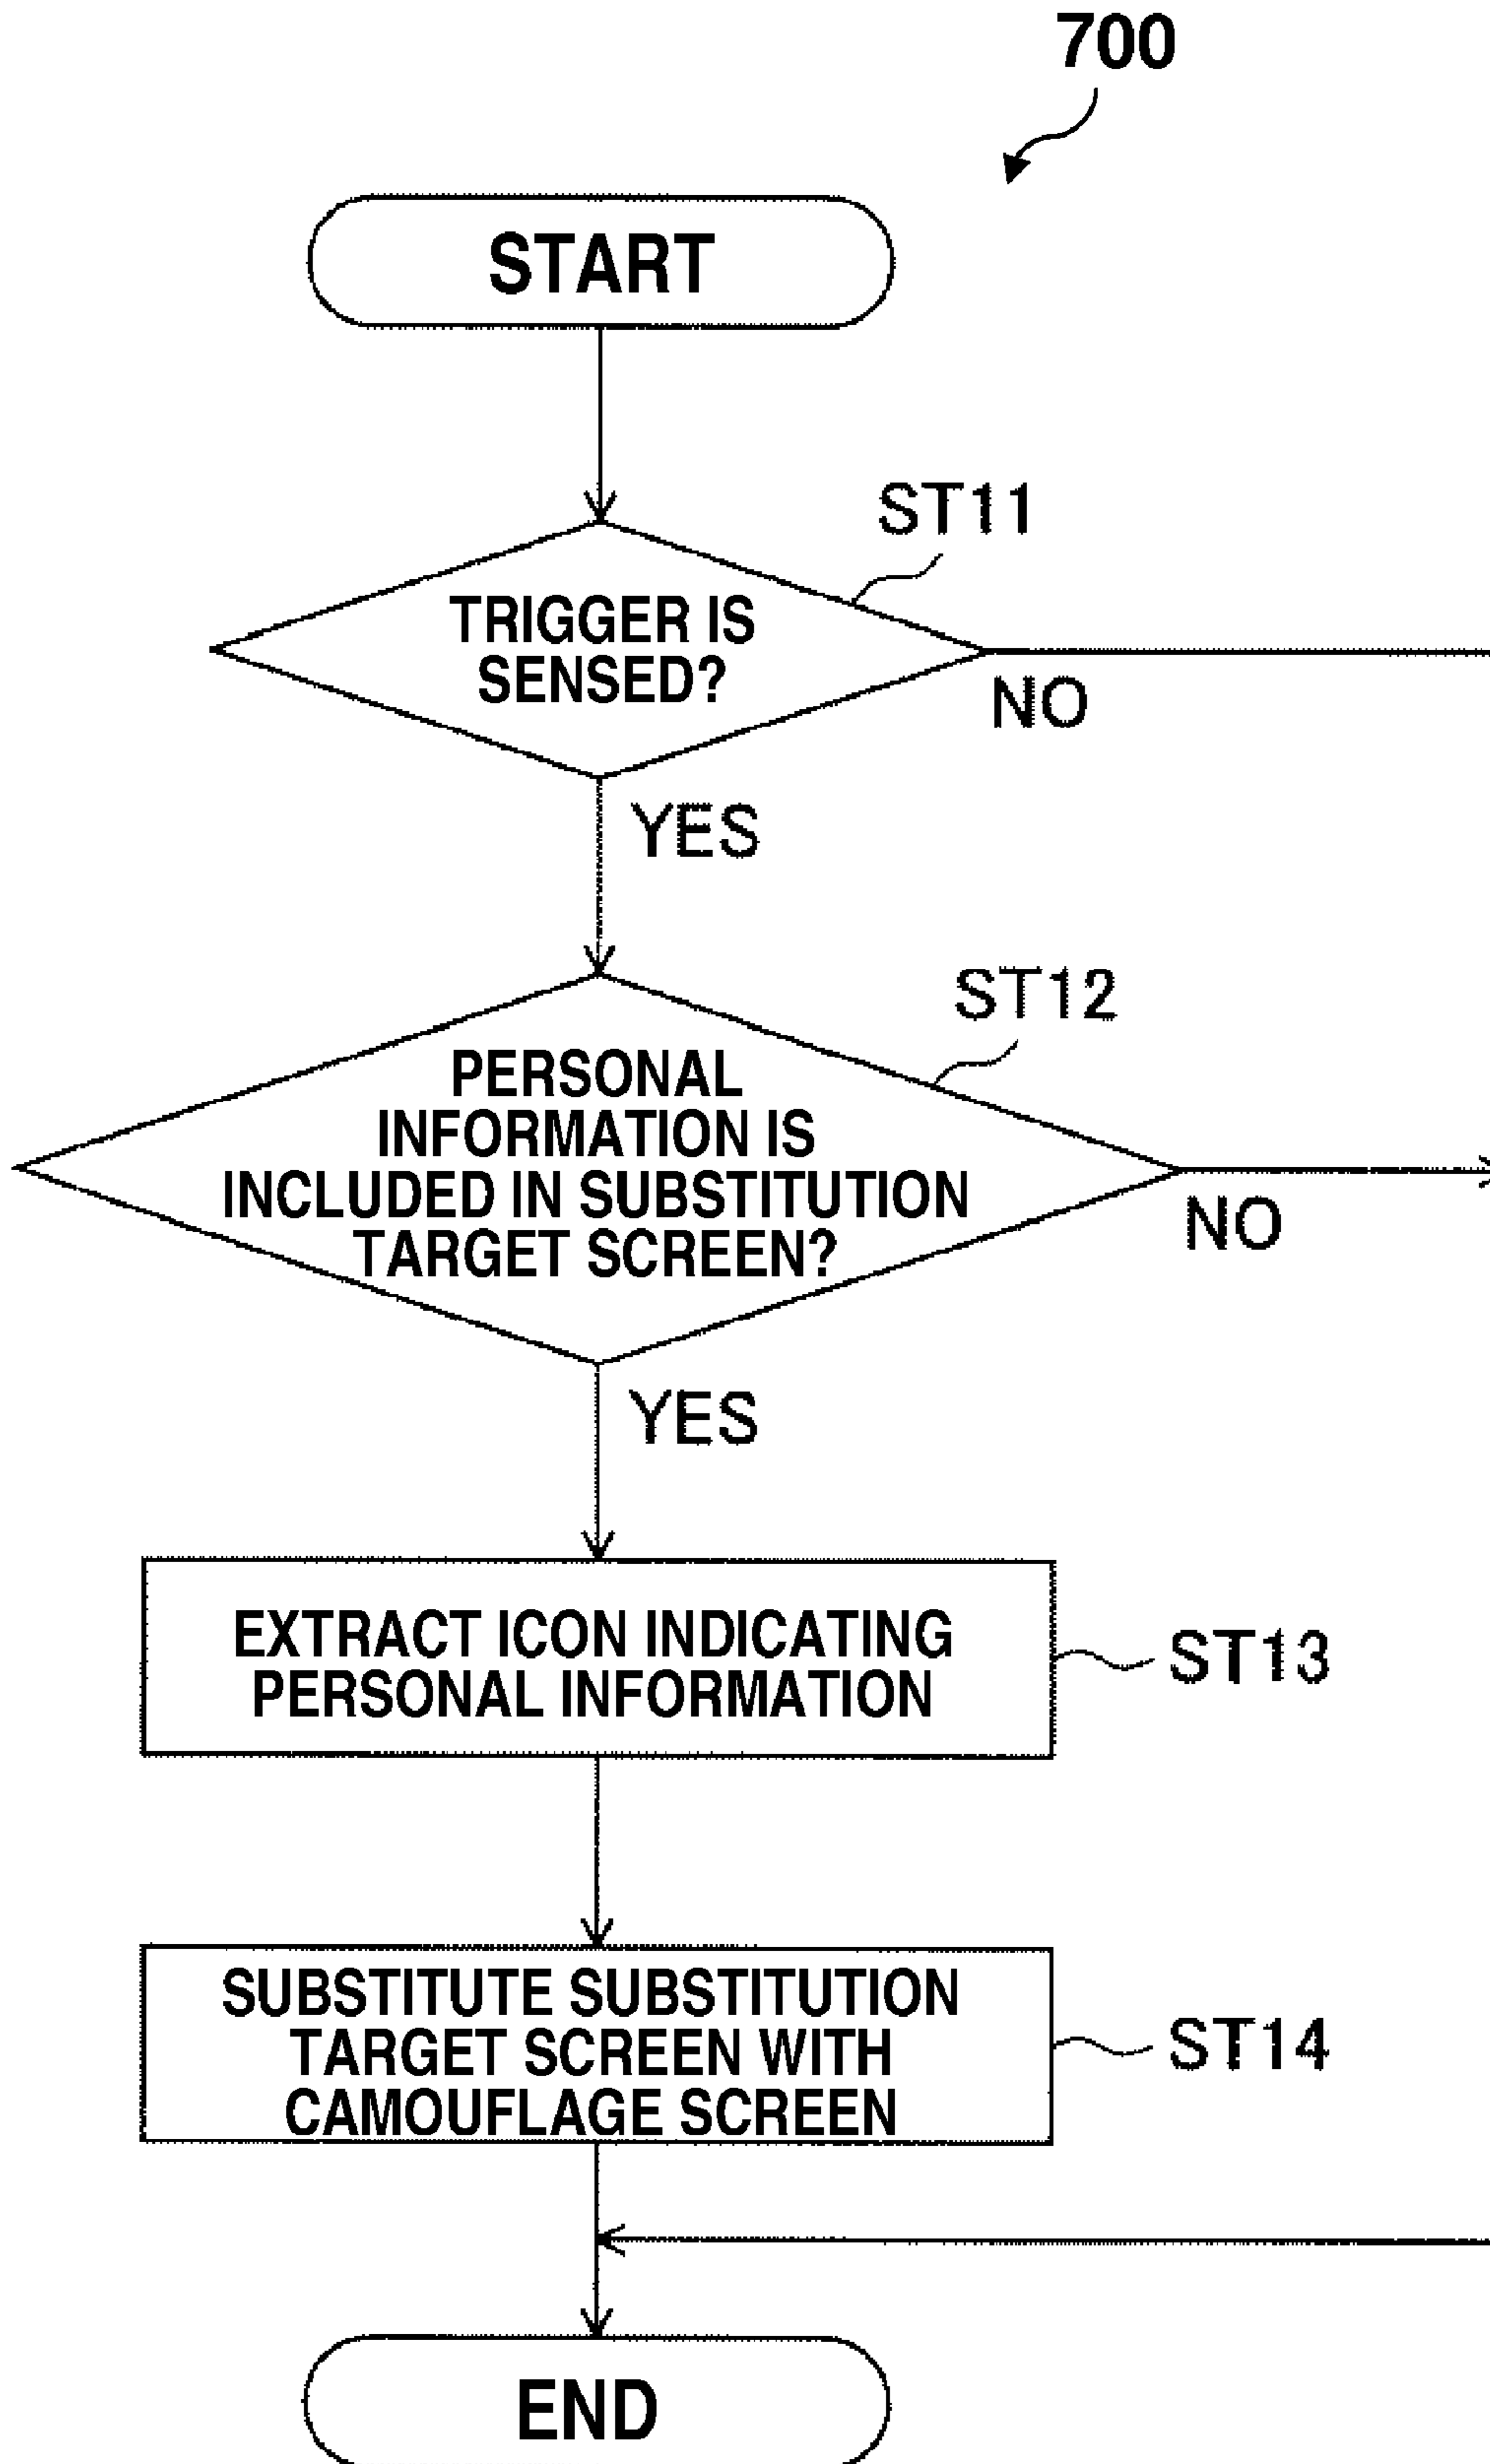 700
START
ST11
TRIGGER IS
SENSED?
NO
YES
ST12
PERSONAL
INFORMATION IS
INCLUDED IN SUBSTITUTION
TARGET SCREEN?
NO
YES
EXTRACT ICON INDICATING
PERSONAL INFORMATION
ST13
SUBSTITUTE SUBSTITUTION
TARGET SCREEN WITH
CAMOUFLAGE SCREEN
ST14
END